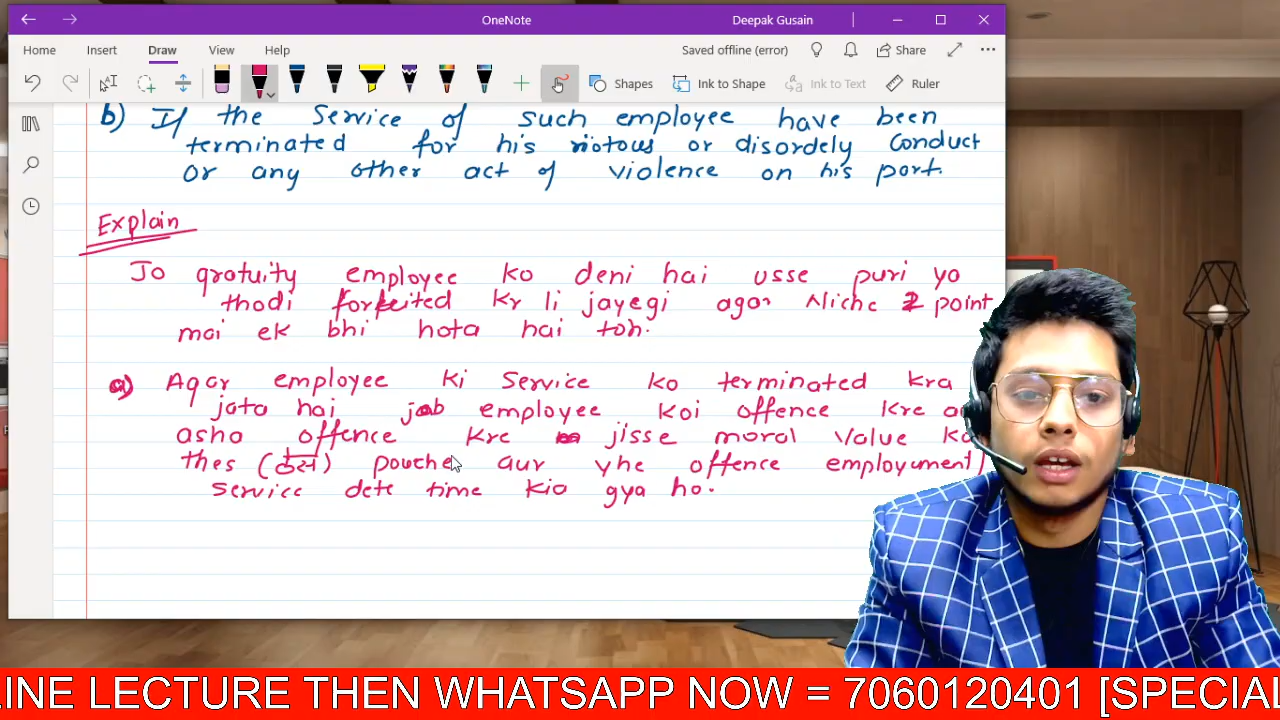 OneNote
Deepak Gusain
Home Insert Draw View Help
Saved offline (error) Share
Shapes Ink to Shape Ink to Text Ruler
b) If the Service of such employee have been
terminated for his riotous or disordely Conduct
or any other act of violence on his part.
Explain
Jo gratuity employee ko deni hai usse puri ya
thodi forfeited kr li jayegi agar Niche 2 point
mai ek bhi hota hai toh.
a) Agar employee ki Service ko terminated kra
jata hai jab employee koi offence kre
asha offence kre jisse moral value ko
thes (ठेस) pouche aur yhe offence employument)
service dete time kia gya ho.
LINE LECTURE THEN WHATSAPP NOW = 7060120401 [SPECIAL